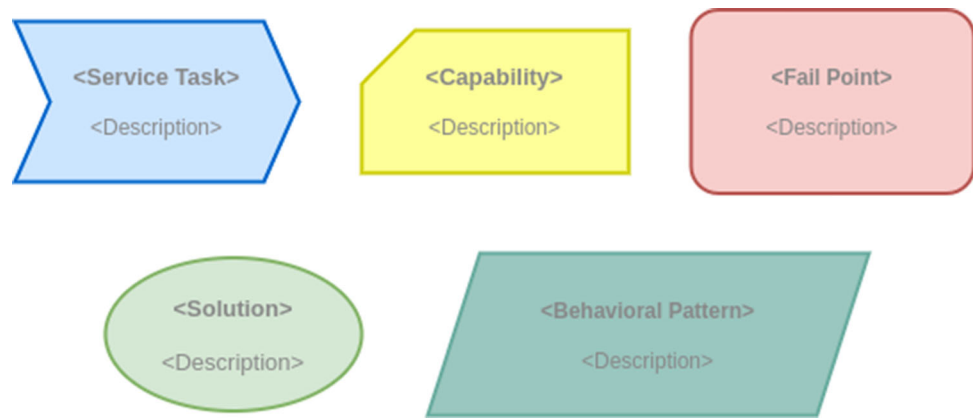 <Service Task>
<Description>
<Capability>
<Description>
<Fail Point>
<Description>
<Solution>
<Description>
<Behavioral Pattern>
<Description>